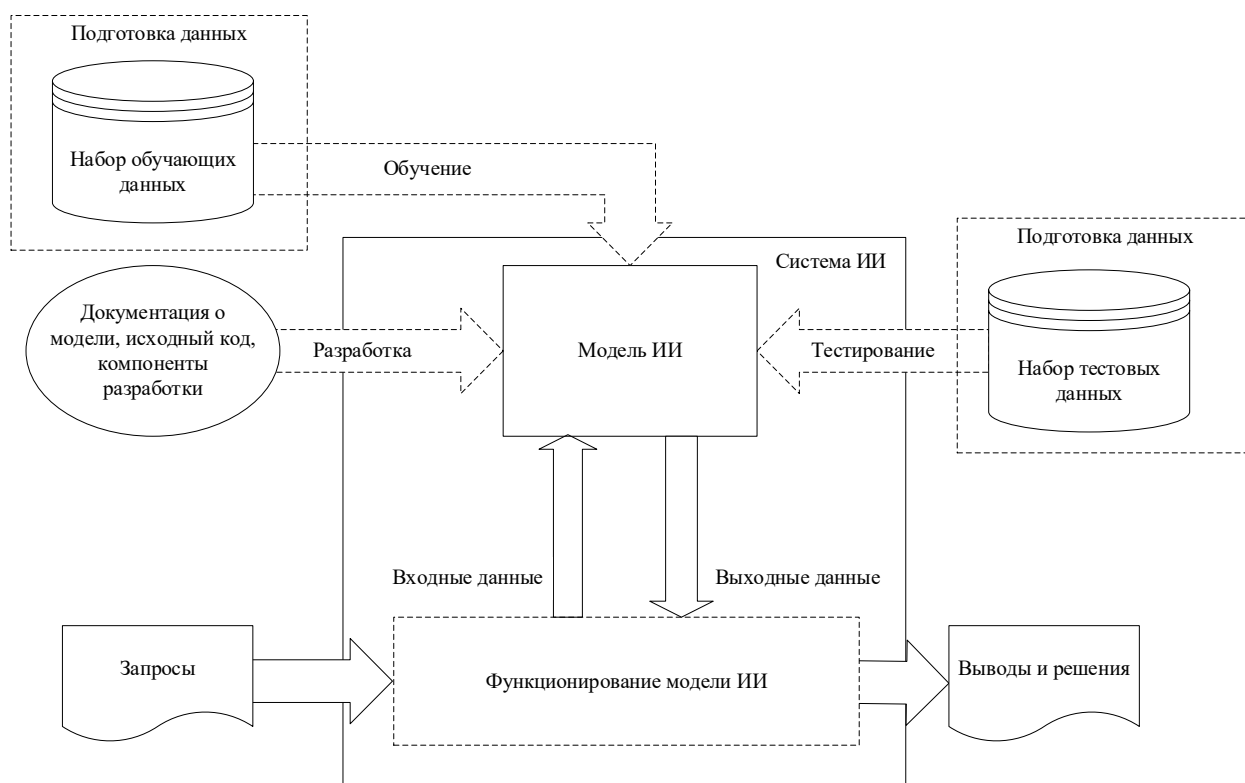 Подготовка данных
Набор обучающих
данных
Обучение
Подготовка данных
Система ИИ
Документация о
модели, исходный код,
компоненты
разработки
Разработка
Модель ИИ
Тестирование
Набор тестовых
данных
Входные данные
Выходные данные
Запросы
Функционирование модели ИИ
Выводы и решения